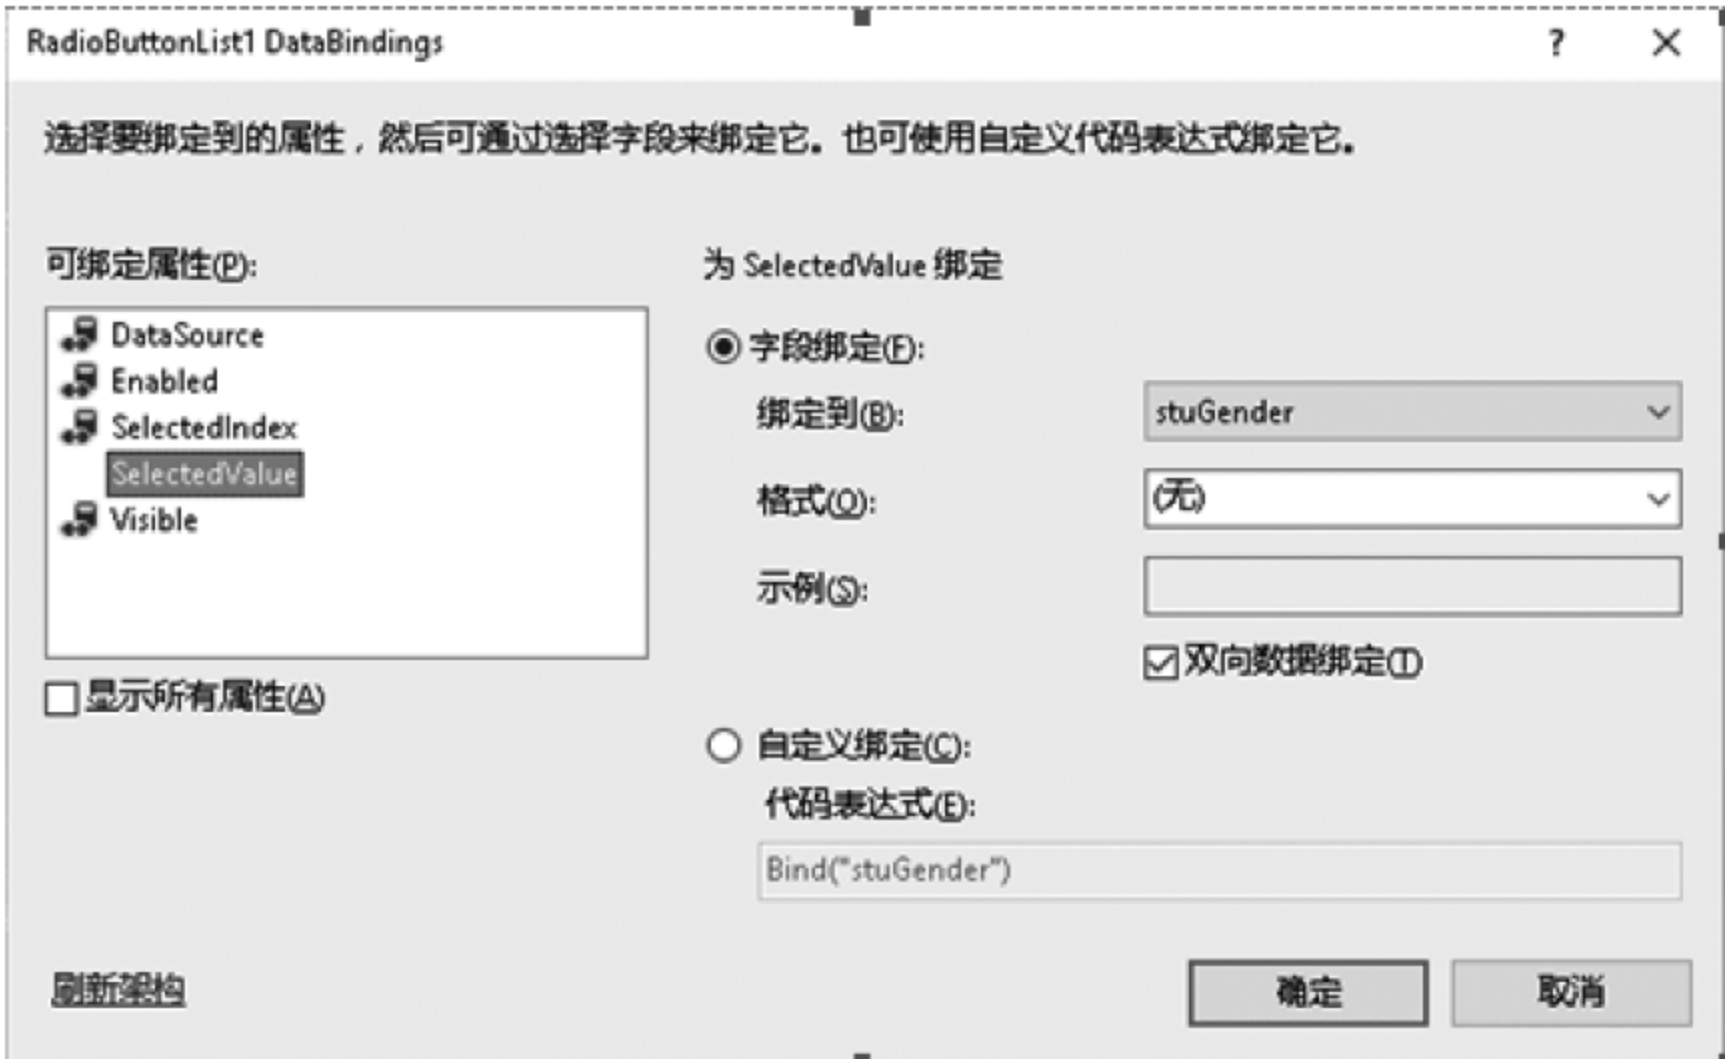 RadioButtonList1 DataBindings
选择要绑定到的属性，然后可通过选择字段来绑定它。也可使用自定义代码表达式绑定它。
可绑定属性(P):
DataSource
Enabled
SelectedIndex
SelectedValue
Visible
显示所有属性(A)
为 SelectedValue 绑定
字段绑定(F):
绑定到(B):
stuGender
格式(O):
(无)
示例(S):
双向数据绑定(T)
自定义绑定(C):
代码表达式(E):
Bind("stuGender")
刷新架构
确定
取消